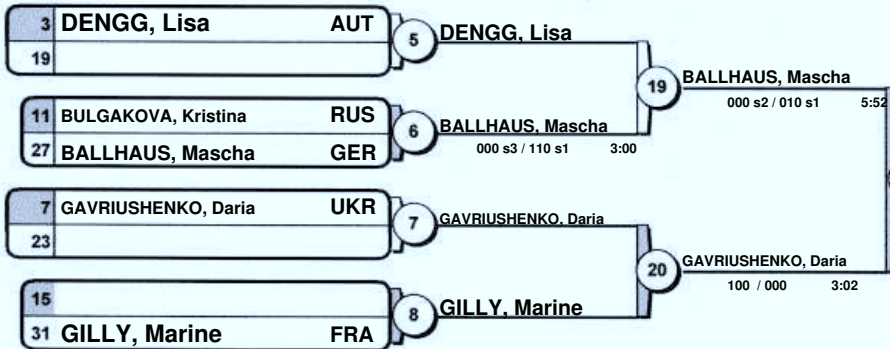 3 DENGG, Lisa AUT
19
5 DENGG, Lisa
11 BULGAKOVA, Kristina RUS
27 BALLHAUS, Mascha GER
6 BALLHAUS, Mascha
000 s3 / 110 s1 3:00
19 BALLHAUS, Mascha
000 s2 / 010 s1 5:52
7 GAVRIUSHENKO, Daria UKR
23
7 GAVRIUSHENKO, Daria
15
31 GILLY, Marine FRA
8 GILLY, Marine
20 GAVRIUSHENKO, Daria
100 / 000 3:02